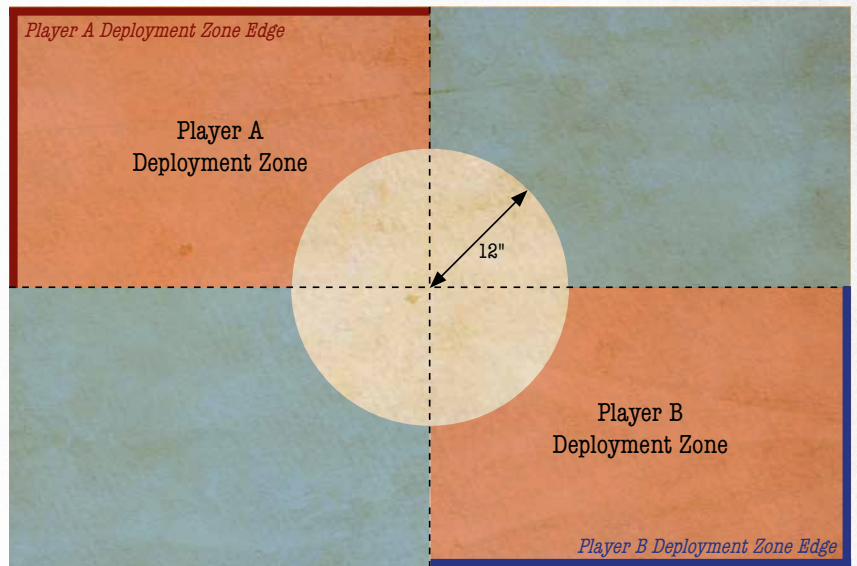 Player A Deployment Zone Edge
Player A
Deployment Zone
12"
Player B
Deployment Zone
Player B Deployment Zone Edge